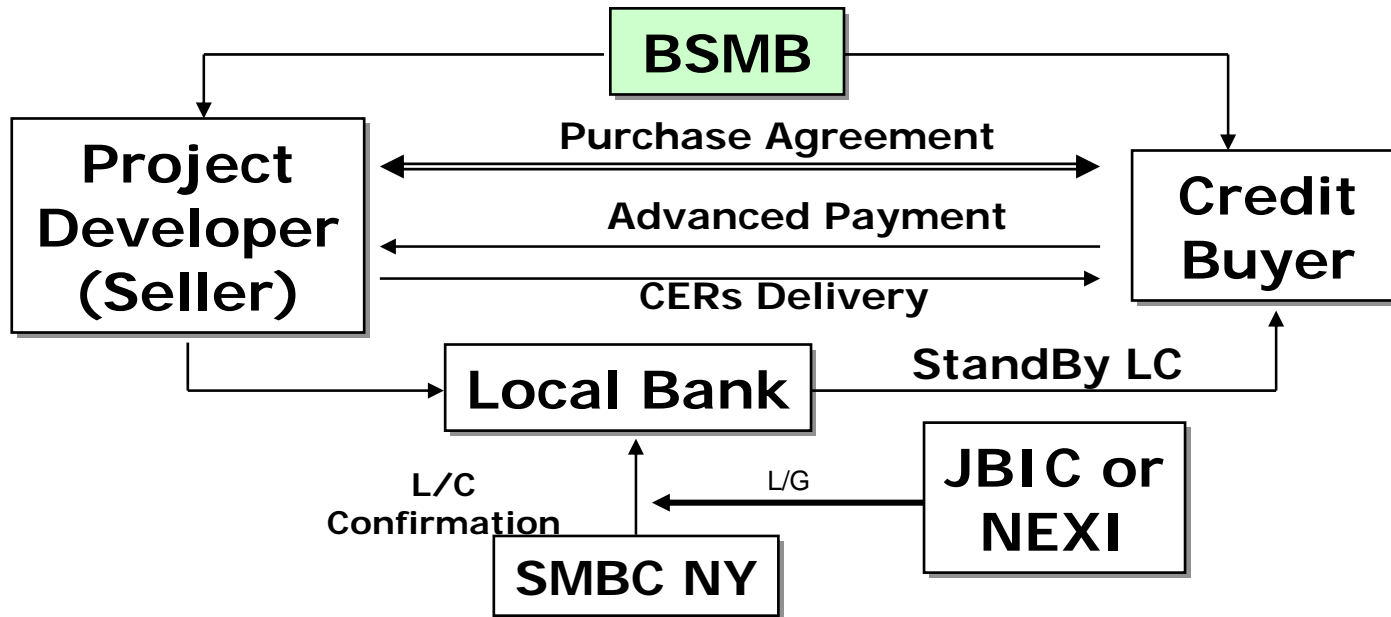 BSMB
Purchase Agreement
Project
Developer
(Seller)
Credit
Buyer
Advanced Payment
CERs Delivery
StandBy LC
Local Bank
L/C
Confirmation
L/G
JBIC or
NEXI
SMBC NY